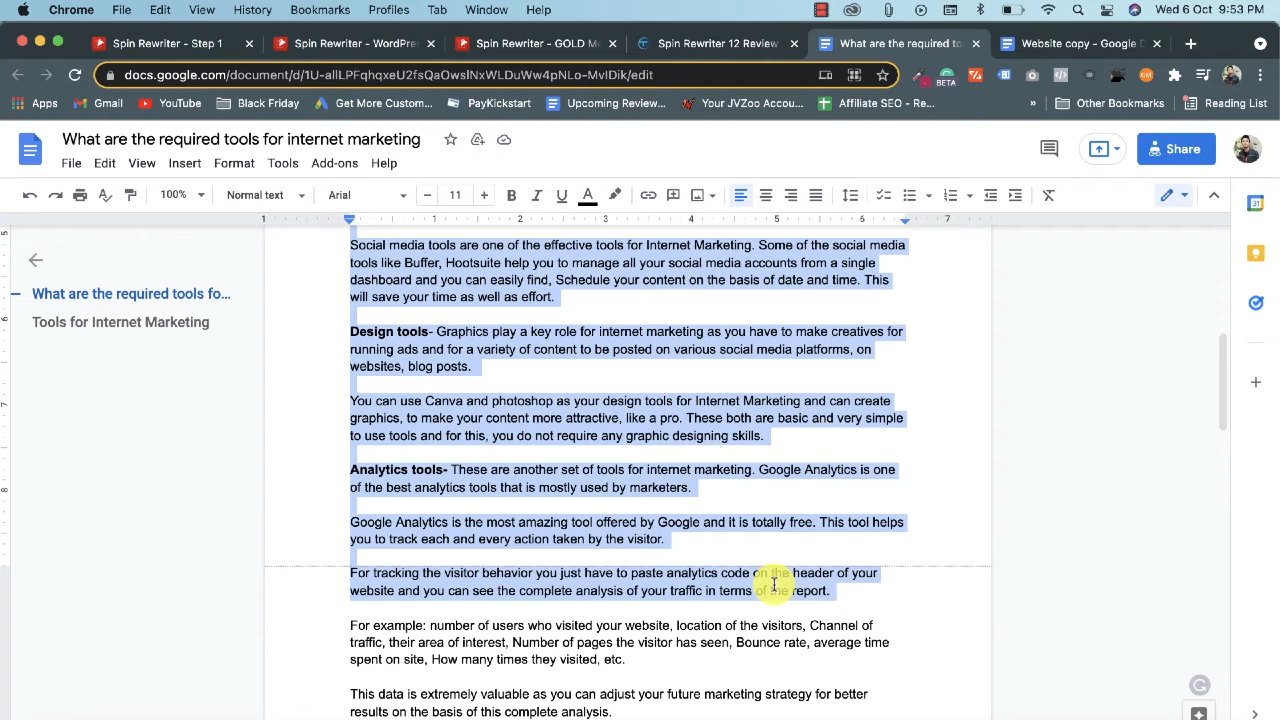 Chrome File Edit View History Bookmarks Profiles Tab Window Help Wed 6 Oct 9:53 PM
Spin Rewriter - Step 1 Spin Rewriter - WordPre Spin Rewriter - GOLD M Spin Rewriter 12 Review What are the required to Website copy - Google D
docs.google.com/document/d/1U-allLPFqhqxeU2fsQaOwslNxWLDuWw4pNLo-MvIDik/edit
BETA
Apps Gmail YouTube Black Friday Get More Custom... PayKickstart Upcoming Review... Your JVZoo Accou... Affiliate SEO - Re... » Other Bookmarks Reading List
What are the required tools for internet marketing
File Edit View Insert Format Tools Add-ons Help
Share
100% Normal text Arial − 11 + B I U A
1 1 2 3 4 5 6 7
What are the required tools fo...
Tools for Internet Marketing
Social media tools are one of the effective tools for Internet Marketing. Some of the social media
tools like Buffer, Hootsuite help you to manage all your social media accounts from a single
dashboard and you can easily find, Schedule your content on the basis of date and time. This
will save your time as well as effort.
Design tools- Graphics play a key role for internet marketing as you have to make creatives for
running ads and for a variety of content to be posted on various social media platforms, on
websites, blog posts.
You can use Canva and photoshop as your design tools for Internet Marketing and can create
graphics, to make your content more attractive, like a pro. These both are basic and very simple
to use tools and for this, you do not require any graphic designing skills.
Analytics tools- These are another set of tools for internet marketing. Google Analytics is one
of the best analytics tools that is mostly used by marketers.
Google Analytics is the most amazing tool offered by Google and it is totally free. This tool helps
you to track each and every action taken by the visitor.
For tracking the visitor behavior you just have to paste analytics code on the header of your
website and you can see the complete analysis of your traffic in terms of the report.
For example: number of users who visited your website, location of the visitors, Channel of
traffic, their area of interest, Number of pages the visitor has seen, Bounce rate, average time
spent on site, How many times they visited, etc.
This data is extremely valuable as you can adjust your future marketing strategy for better
results on the basis of this complete analysis.